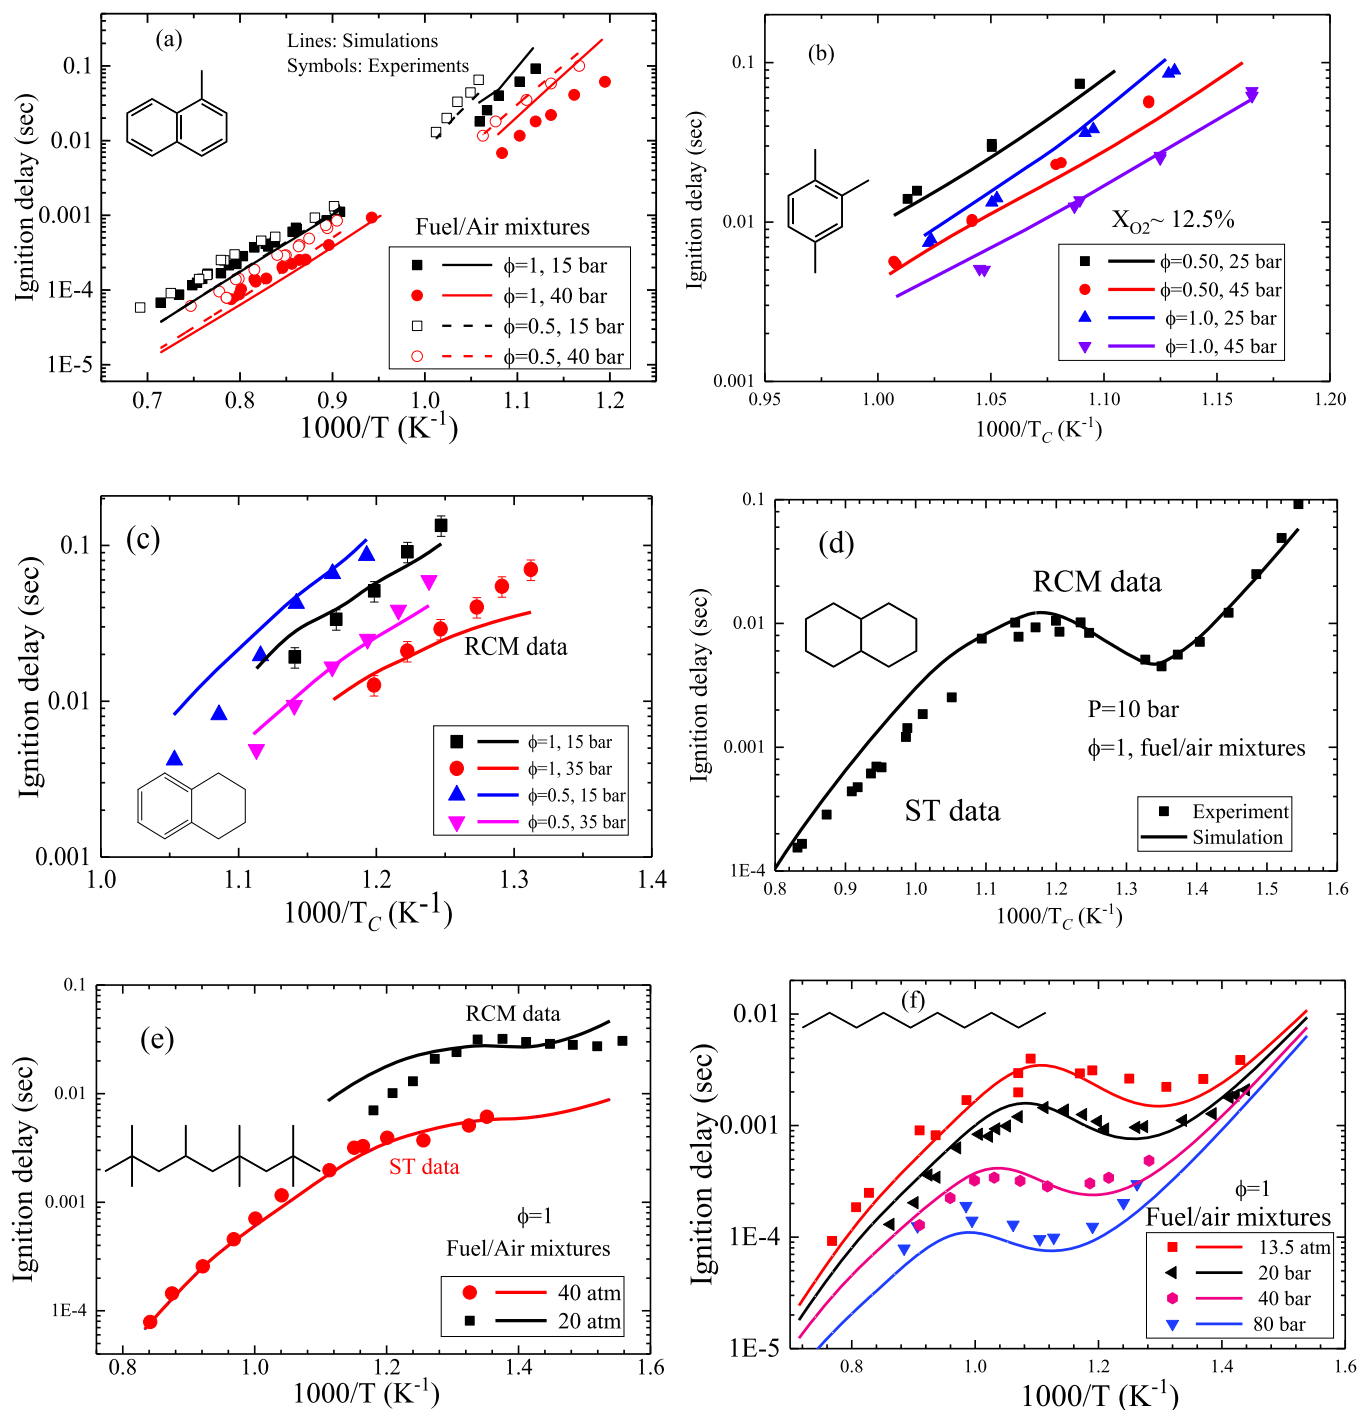 (a)
Lines: Simulations
Symbols: Experiments
Ignition delay (sec)
0.1
0.01
0.001
1E-4
1E-5
Fuel/Air mixtures
ϕ=1, 15 bar
ϕ=1, 40 bar
ϕ=0.5, 15 bar
ϕ=0.5, 40 bar
0.7 0.8 0.9 1.0 1.1 1.2
1000/T (K⁻¹)
(b)
Ignition delay (sec)
0.1
0.01
0.001
X_O2~ 12.5%
ϕ=0.50, 25 bar
ϕ=0.50, 45 bar
ϕ=1.0, 25 bar
ϕ=1.0, 45 bar
0.95 1.00 1.05 1.10 1.15 1.20
1000/T_C (K⁻¹)
(c)
Ignition delay (sec)
0.1
0.01
0.001
RCM data
ϕ=1, 15 bar
ϕ=1, 35 bar
ϕ=0.5, 15 bar
ϕ=0.5, 35 bar
1.0 1.1 1.2 1.3 1.4
1000/T_C (K⁻¹)
(d)
Ignition delay (sec)
0.1
0.01
0.001
1E-4
RCM data
P=10 bar
ϕ=1, fuel/air mixtures
ST data
Experiment
Simulation
0.8 0.9 1.0 1.1 1.2 1.3 1.4 1.5 1.6
1000/T_C (K⁻¹)
(e)
Ignition delay (sec)
0.1
0.01
0.001
1E-4
RCM data
ST data
ϕ=1
Fuel/Air mixtures
40 atm
20 atm
0.8 1.0 1.2 1.4 1.6
1000/T (K⁻¹)
(f)
Ignition delay (sec)
0.01
0.001
1E-4
1E-5
ϕ=1
Fuel/air mixtures
13.5 atm
20 bar
40 bar
80 bar
0.8 1.0 1.2 1.4 1.6
1000/T (K⁻¹)